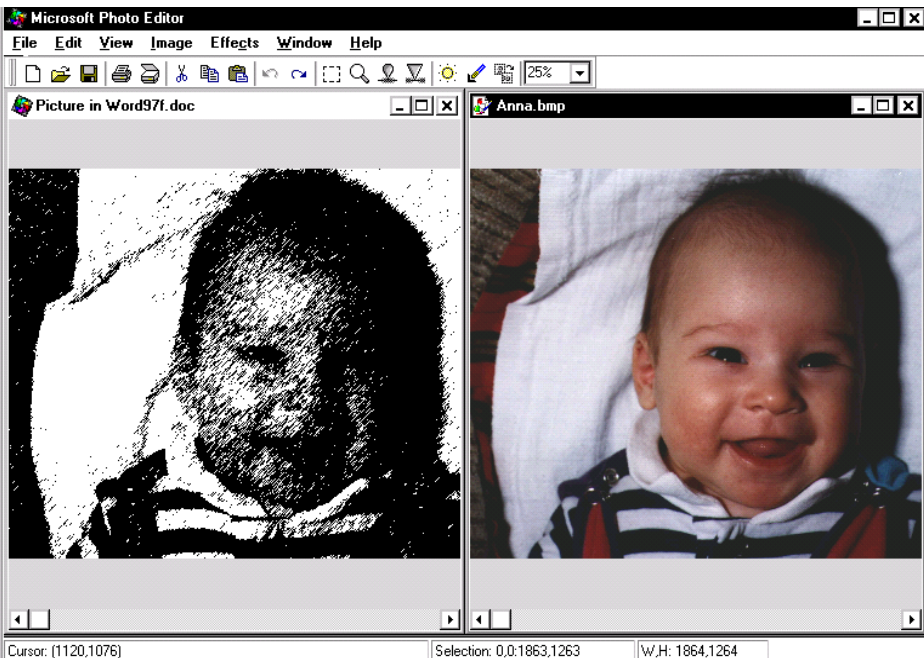 Microsoft Photo Editor
File Edit View Image Effects Window Help
25%
Picture in Word97f.doc
Anna.bmp
Cursor: (1120,1076)
Selection: 0,0:1863,1263
W,H: 1864,1264